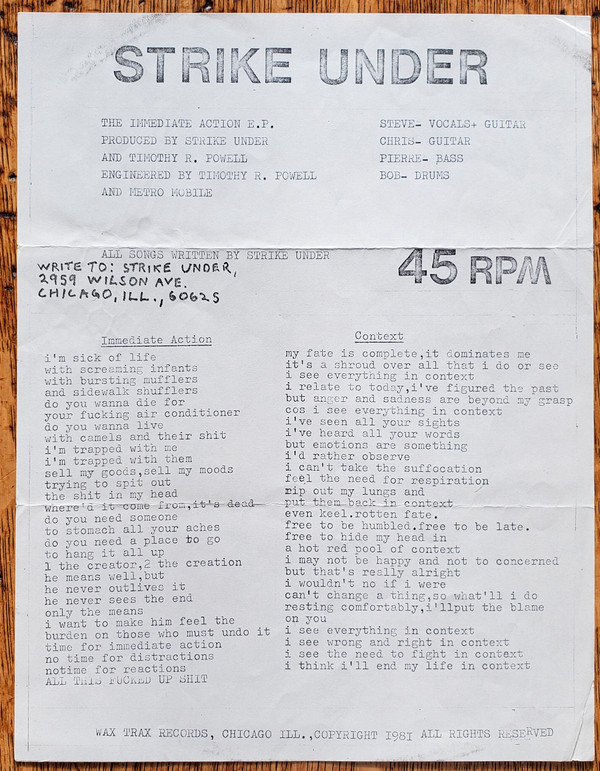 STRIKE UNDER
THE IMMEDIATE ACTION E.P.
PRODUCED BY STRIKE UNDER
AND TIMOTHY R. POWELL
ENGINEERED BY TIMOTHY R. POWELL
AND METRO MOBILE
STEVE- VOCALS+ GUITAR
CHRIS- GUITAR
PIERRE- BASS
BOB- DRUMS
ALL SONGS WRITTEN BY STRIKE UNDER
WRITE TO: STRIKE UNDER,
2959 WILSON AVE.
CHICAGO, ILL., 60625
45 RPM
Immediate Action
i'm sick of life
with screaming infants
with bursting mufflers
and sidewalk shufflers
do you wanna die for
your fucking air conditioner
do you wanna live
with camels and their shit
i'm trapped with me
i'm trapped with them
sell my goods,sell my moods
trying to spit out
the shit in my head
where'd it come from,it's dead
do you need someone
to stomach all your aches
do you need a place to go
to hang it all up
1 the creator,2 the creation
he means well,but
he never outlives it
he never sees the end
only the means
i want to make him feel the
burden on those who must undo it
time for immediate action
no time for distractions
notime for reactions
ALL THIS FUCKED UP SHIT
Context
my fate is complete,it dominates me
it's a shroud over all that i do or see
i see everything in context
i relate to today,i've figured the past
but anger and sadness are beyond my grasp
cos i see everything in context
i've seen all your sights
i've heard all your words
but emotions are something
i'd rather observe
i can't take the suffocation
feel the need for respiration
rip out my lungs and
put them back in context
even keel.rotten fate.
free to be humbled.free to be late.
free to hide my head in
a hot red pool of context
i may not be happy and not to concerned
but that's really alright
i wouldn't no if i were
can't change a thing,so what'll i do
resting comfortably,i'llput the blame
on you
i see everything in context
i see wrong and right in context
i see the need to fight in context
i think i'll end my life in context
WAX TRAX RECORDS, CHICAGO ILL.,COPYRIGHT 1981 ALL RIGHTS RESERVED